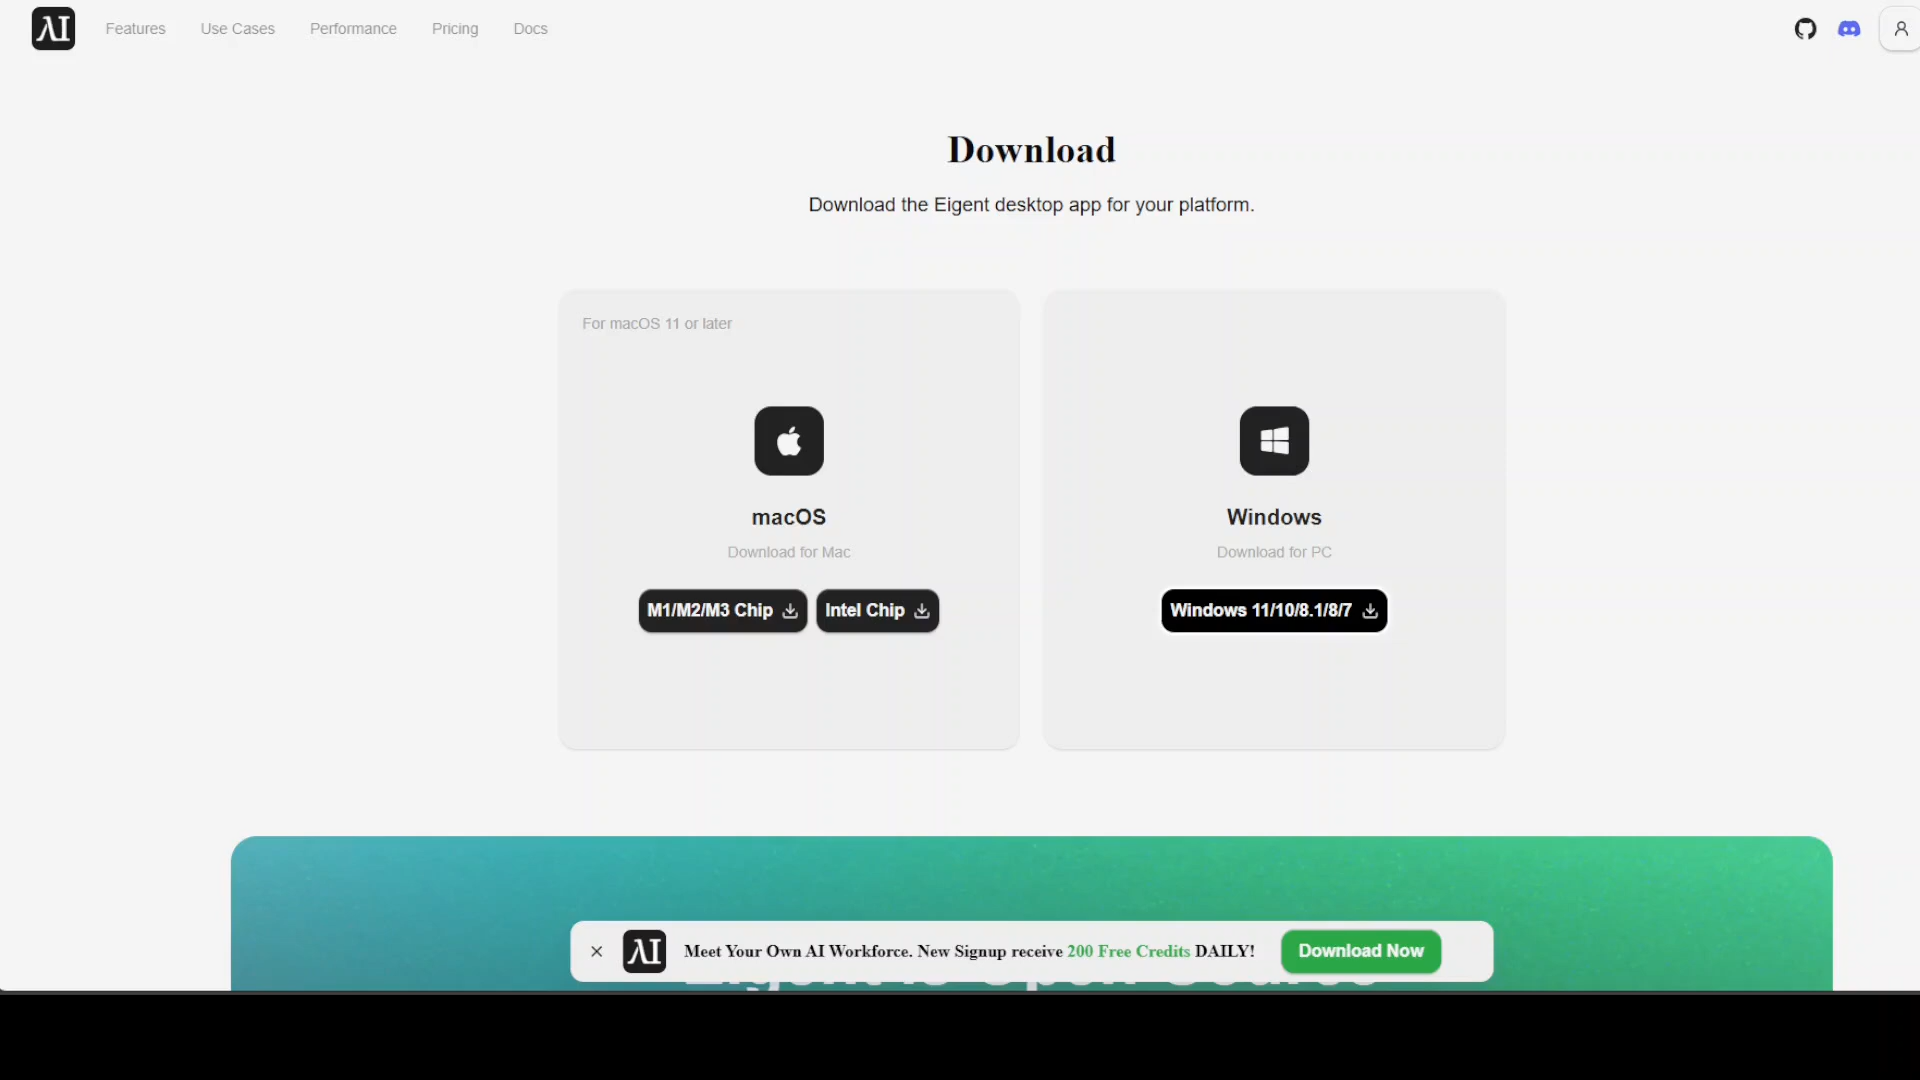 Features Use Cases Performance Pricing Docs
Download
Download the Eigent desktop app for your platform.
For macOS 11 or later
macOS
Download for Mac
M1/M2/M3 Chip
Intel Chip
Windows
Download for PC
Windows 11/10/8.1/8/7
Meet Your Own AI Workforce. New Signup receive 200 Free Credits DAILY!
Download Now